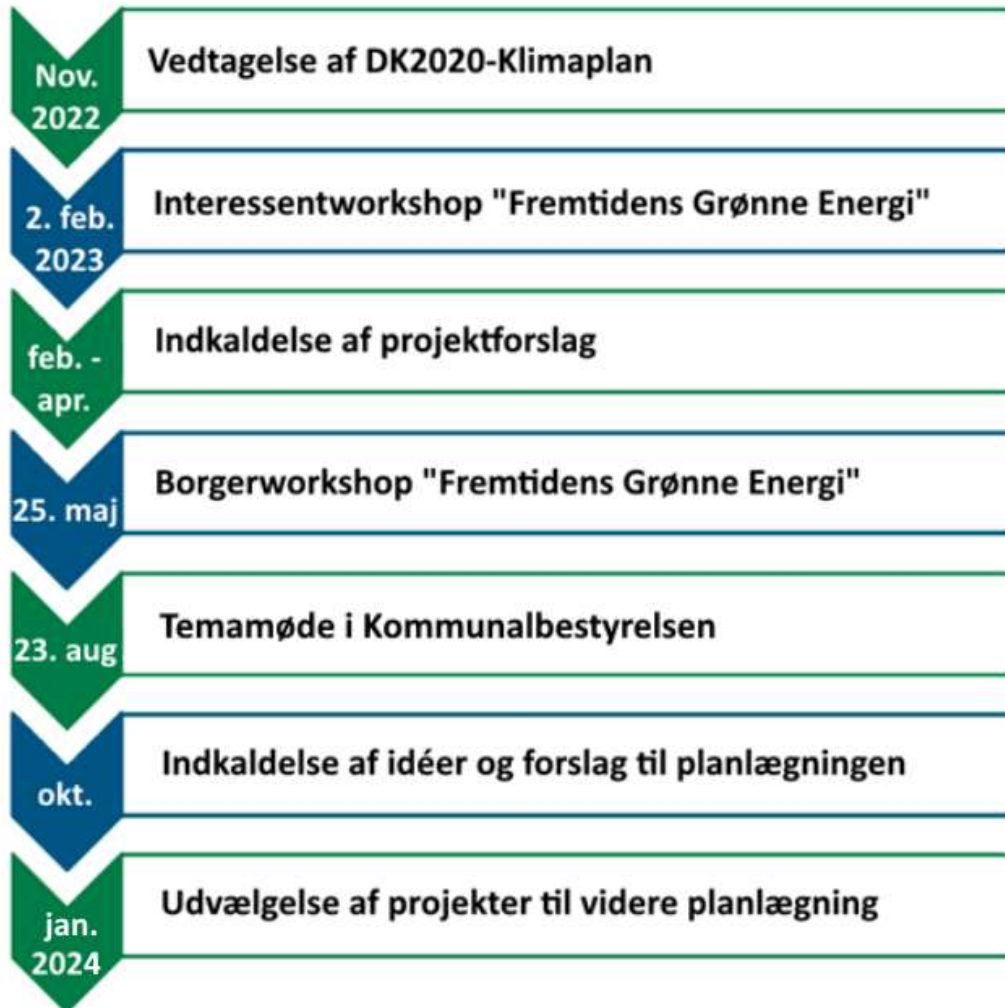 Nov.
2022
Vedtagelse af DK2020-Klimaplan
2. feb.
2023
Interessentworkshop "Fremtidens Grønne Energi"
feb. -
apr.
Indkaldelse af projektforslag
25. maj
Borgerworkshop "Fremtidens Grønne Energi"
23. aug
Temamøde i Kommunalbestyrelsen
okt.
Indkaldelse af idéer og forslag til planlægningen
jan.
2024
Udvælgelse af projekter til videre planlægning